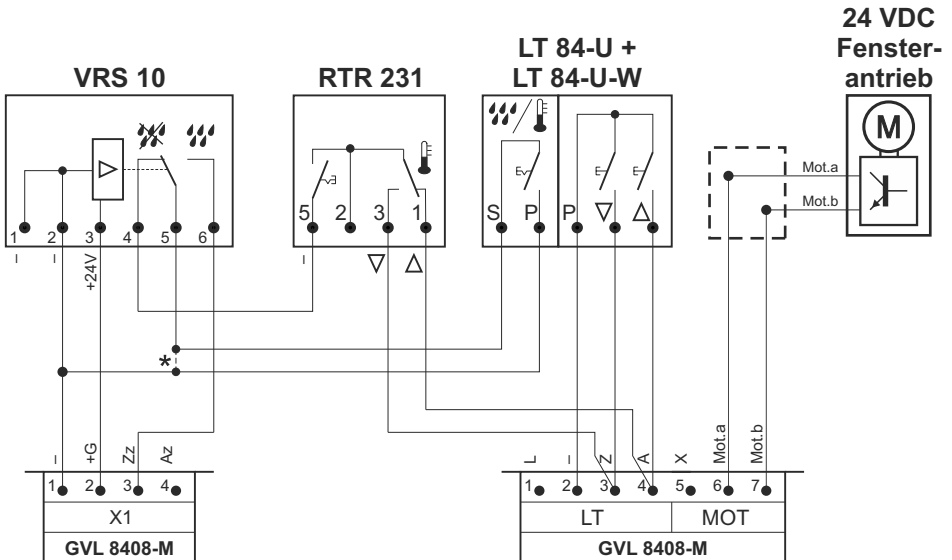 24 VDC
Fenster-
antrieb
LT 84-U +
LT 84-U-W
VRS 10
RTR 231
M
Mot.a
Mot.b
5 2 3 1
S P P
1 2 3 4 5 6
– – +24V –
*
– +G Zz Az
L – Z A X Mot.a Mot.b
1 2 3 4
1 2 3 4 5 6 7
X1
LT MOT
GVL 8408-M
GVL 8408-M